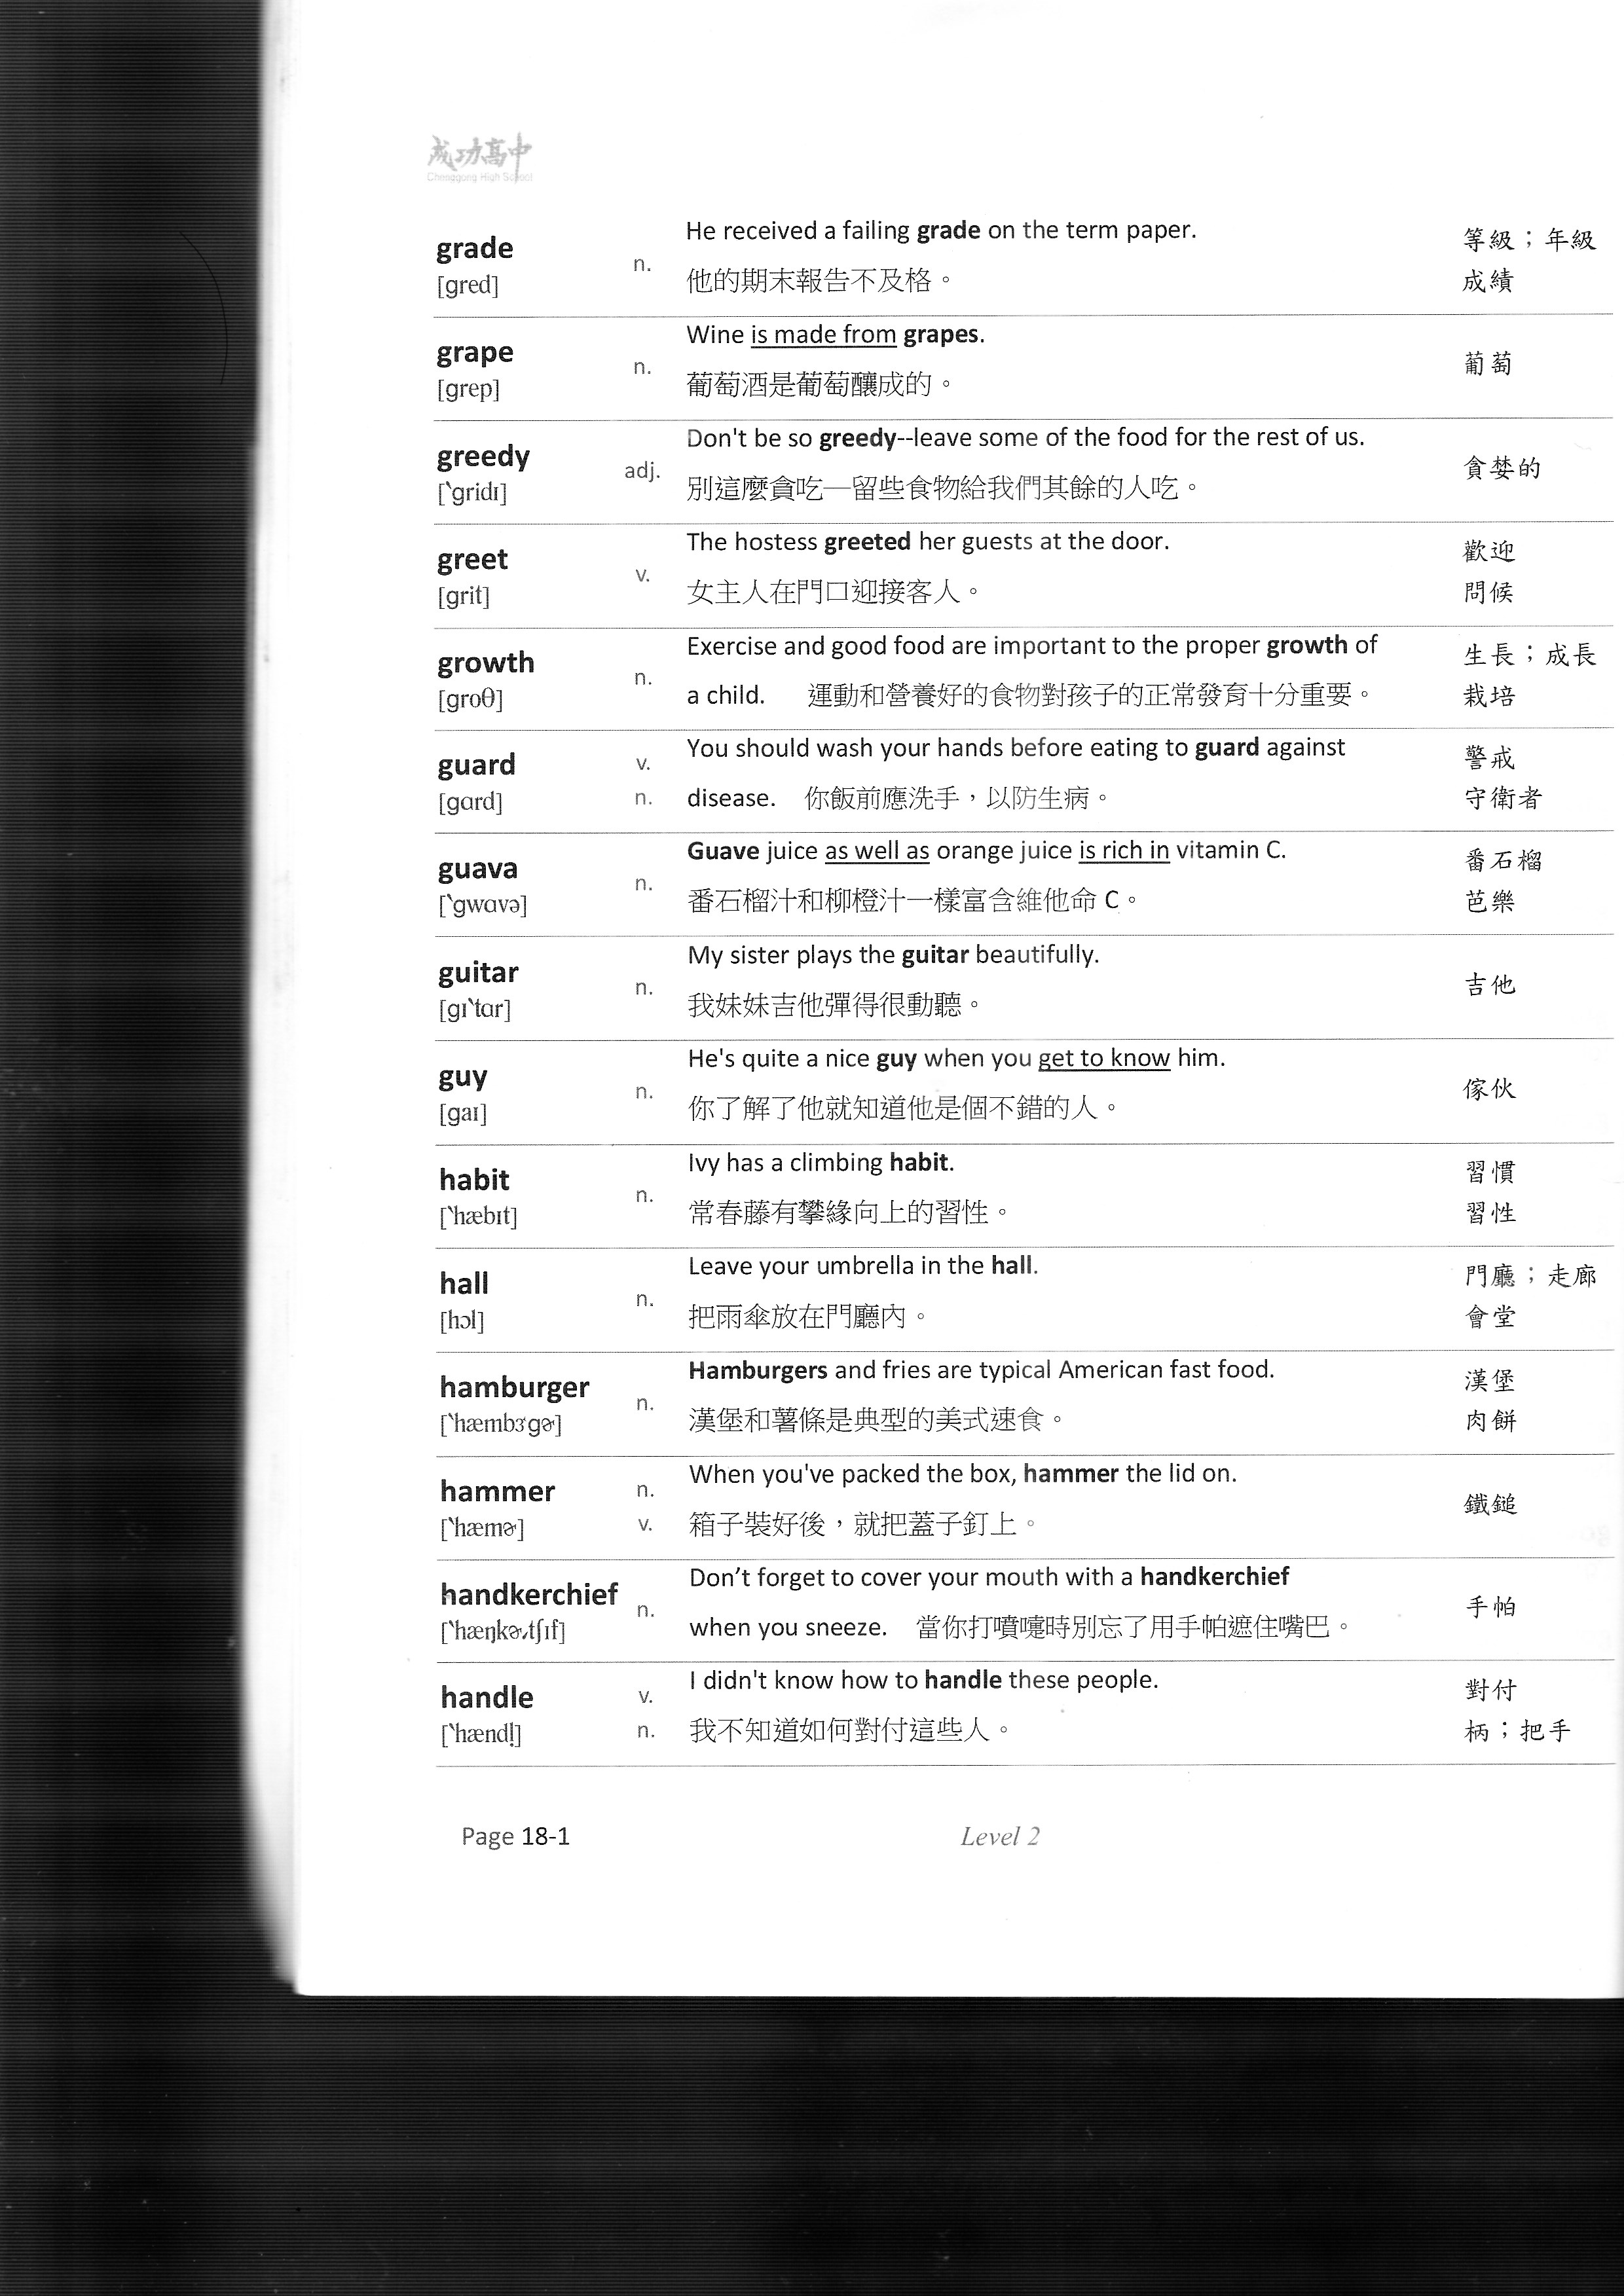 成功高中
Chenggong High School
grade
[gred]
n.
He received a failing grade on the term paper.
他的期末報告不及格。
等級；年級
成績
grape
[grep]
n.
Wine is made from grapes.
葡萄酒是葡萄釀成的。
葡萄
greedy
[ˋgridɪ]
adj.
Don't be so greedy--leave some of the food for the rest of us.
別這麼貪吃—留些食物給我們其餘的人吃。
貪婪的
greet
[grit]
v.
The hostess greeted her guests at the door.
女主人在門口迎接客人。
歡迎
問候
growth
[groθ]
n.
Exercise and good food are important to the proper growth of
a child. 運動和營養好的食物對孩子的正常發育十分重要。
生長；成長
栽培
guard
[gɑrd]
v.
n.
You should wash your hands before eating to guard against
disease. 你飯前應洗手，以防生病。
警戒
守衛者
guava
[ˋgwɑvə]
n.
Guave juice as well as orange juice is rich in vitamin C.
番石榴汁和柳橙汁一樣富含維他命 C。
番石榴
芭樂
guitar
[gɪˋtɑr]
n.
My sister plays the guitar beautifully.
我妹妹吉他彈得很動聽。
吉他
guy
[gaɪ]
n.
He's quite a nice guy when you get to know him.
你了解了他就知道他是個不錯的人。
傢伙
habit
[ˋhæbɪt]
n.
Ivy has a climbing habit.
常春藤有攀緣向上的習性。
習慣
習性
hall
[hɔl]
n.
Leave your umbrella in the hall.
把雨傘放在門廳內。
門廳；走廊
會堂
hamburger
[ˋhæmbɝgɚ]
n.
Hamburgers and fries are typical American fast food.
漢堡和薯條是典型的美式速食。
漢堡
肉餅
hammer
[ˋhæmɚ]
n.
v.
When you've packed the box, hammer the lid on.
箱子裝好後，就把蓋子釘上。
鐵鎚
handkerchief
[ˋhæŋkɚˏtʃɪf]
n.
Don’t forget to cover your mouth with a handkerchief
when you sneeze. 當你打噴嚏時別忘了用手帕遮住嘴巴。
手帕
handle
[ˋhændl̩]
v.
n.
I didn't know how to handle these people.
我不知道如何對付這些人。
對付
柄；把手
Page 18-1
Level 2